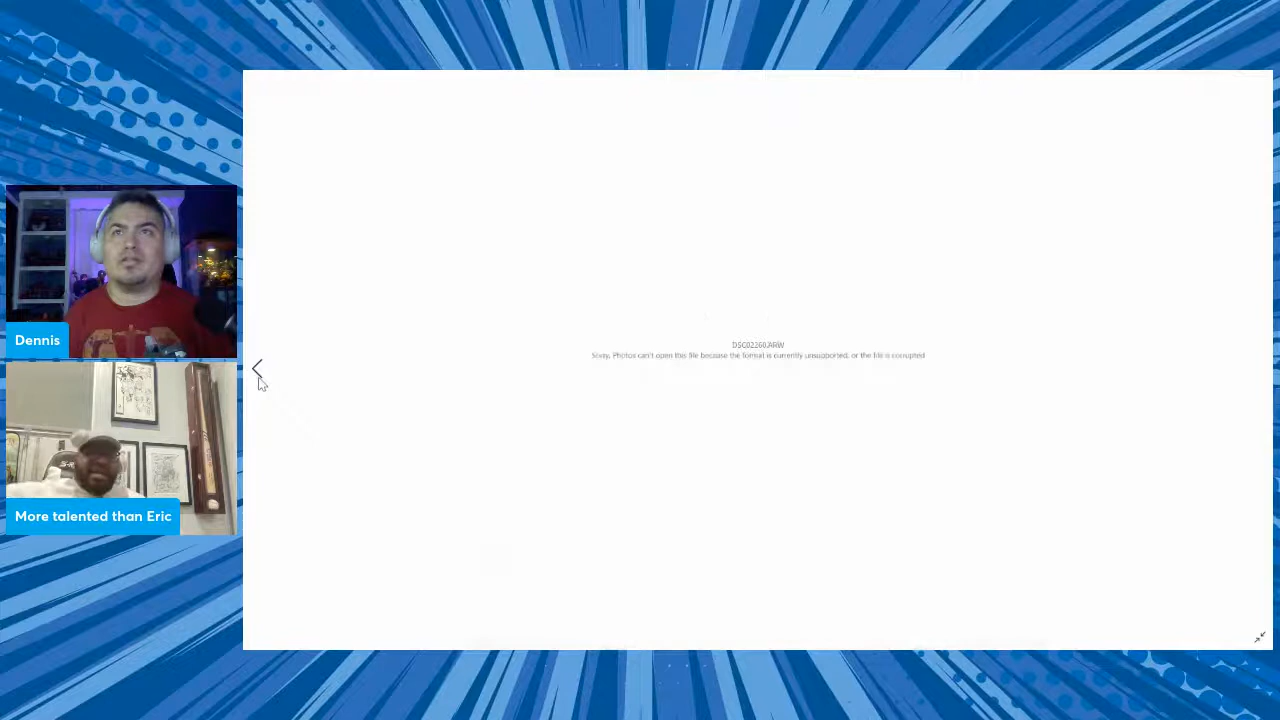 DSC02260.ARW
Sorry, Photos can't open this file because the format is currently unsupported, or the file is corrupted
Dennis
More talented than Eric